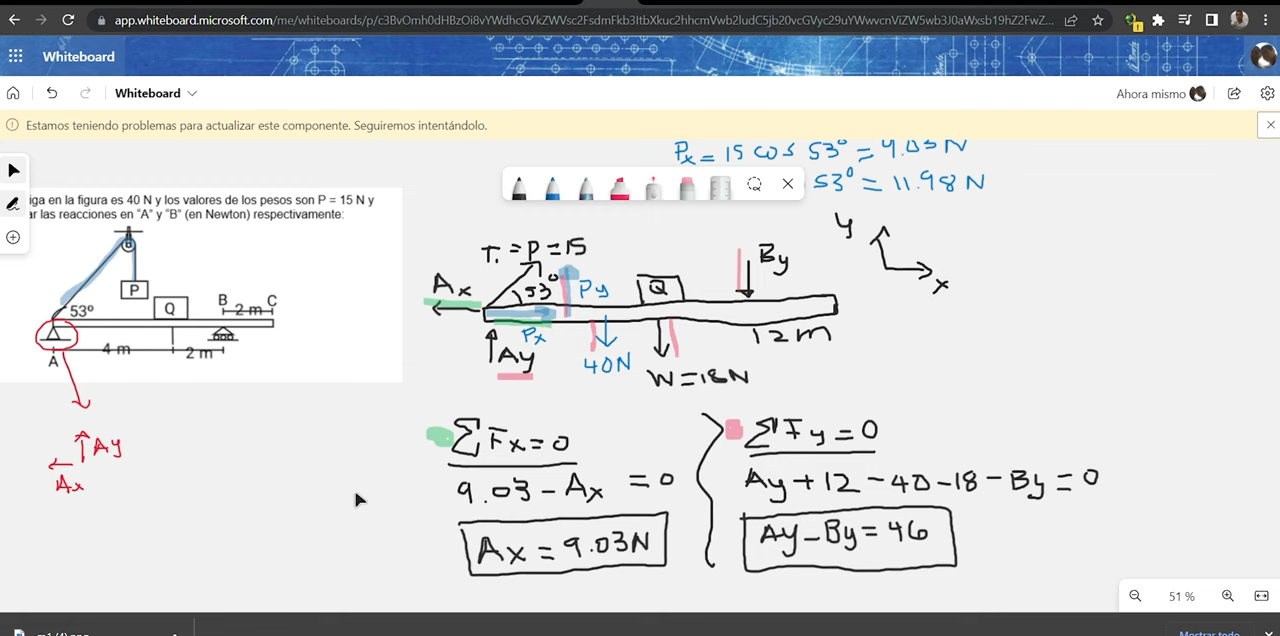 app.whiteboard.microsoft.com
Whiteboard
Whiteboard
Ahora mismo
Estamos teniendo problemas para actualizar este componente. Seguiremos intentándolo.
Px = 15 cos 53° = 9.03 N
53° = 11.98 N
iga en la figura es 40 N y los valores de los pesos son P = 15 N y
ar las reacciones en "A" y "B" (en Newton) respectivamente:
P
53°
Q
B
2 m
C
A
4 m
2 m
Ay
Ax
T. = P = 15
Ax
53°
Py
Q
By
y
x
Px
12 m
Ay
40N
W = 18N
ΣFx = 0
9.03 - Ax = 0
Ax = 9.03N
ΣFy = 0
Ay + 12 - 40 - 18 - By = 0
Ay - By = 46
51 %
Mostrar todo